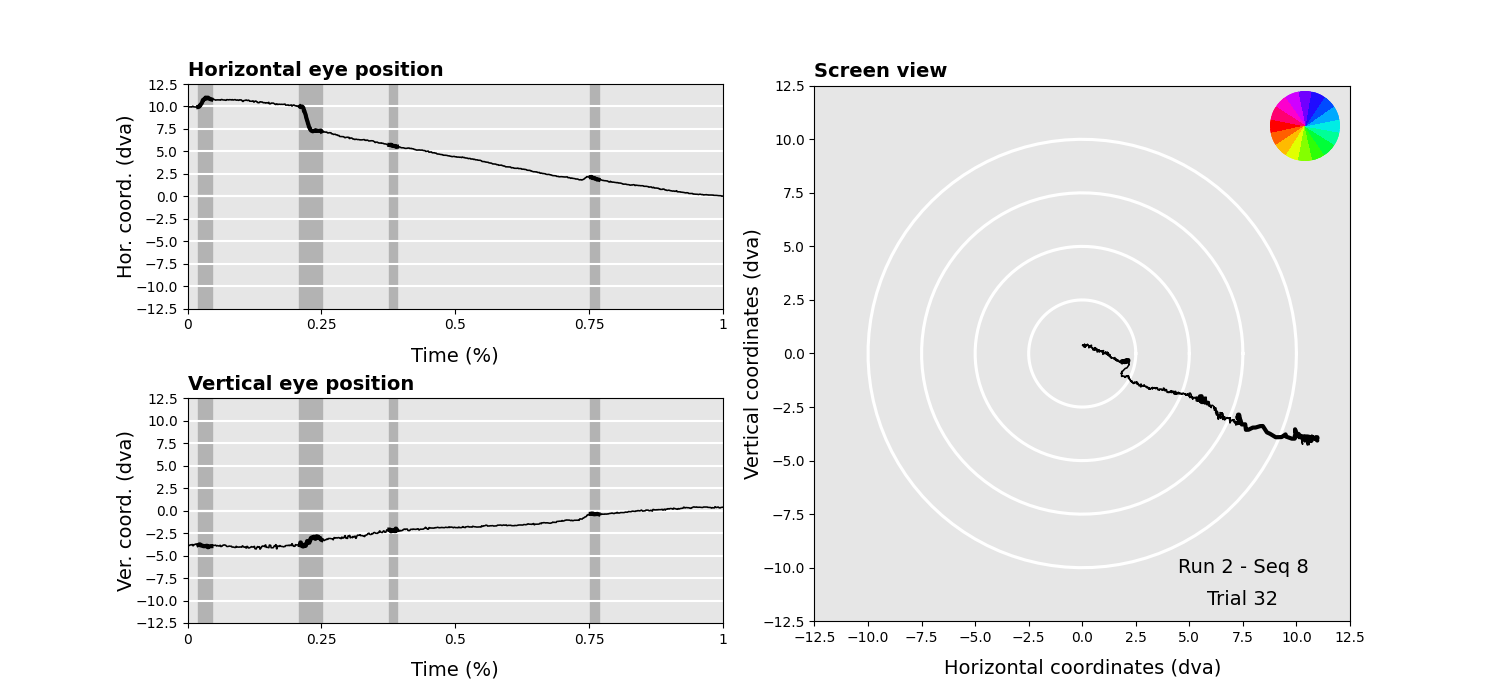 Horizontal eye position
12.5
10.0
7.5
5.0
2.5
0.0
−2.5
−5.0
−7.5
−10.0
−12.5
Hor. coord. (dva)
0 0.25 0.5 0.75 1
Time (%)
Vertical eye position
12.5
10.0
7.5
5.0
2.5
0.0
−2.5
−5.0
−7.5
−10.0
−12.5
Ver. coord. (dva)
0 0.25 0.5 0.75 1
Time (%)
Screen view
12.5
10.0
7.5
5.0
2.5
0.0
−2.5
−5.0
−7.5
−10.0
−12.5
Vertical coordinates (dva)
Run 2 - Seq 8
Trial 32
−12.5 −10.0 −7.5 −5.0 −2.5 0.0 2.5 5.0 7.5 10.0 12.5
Horizontal coordinates (dva)